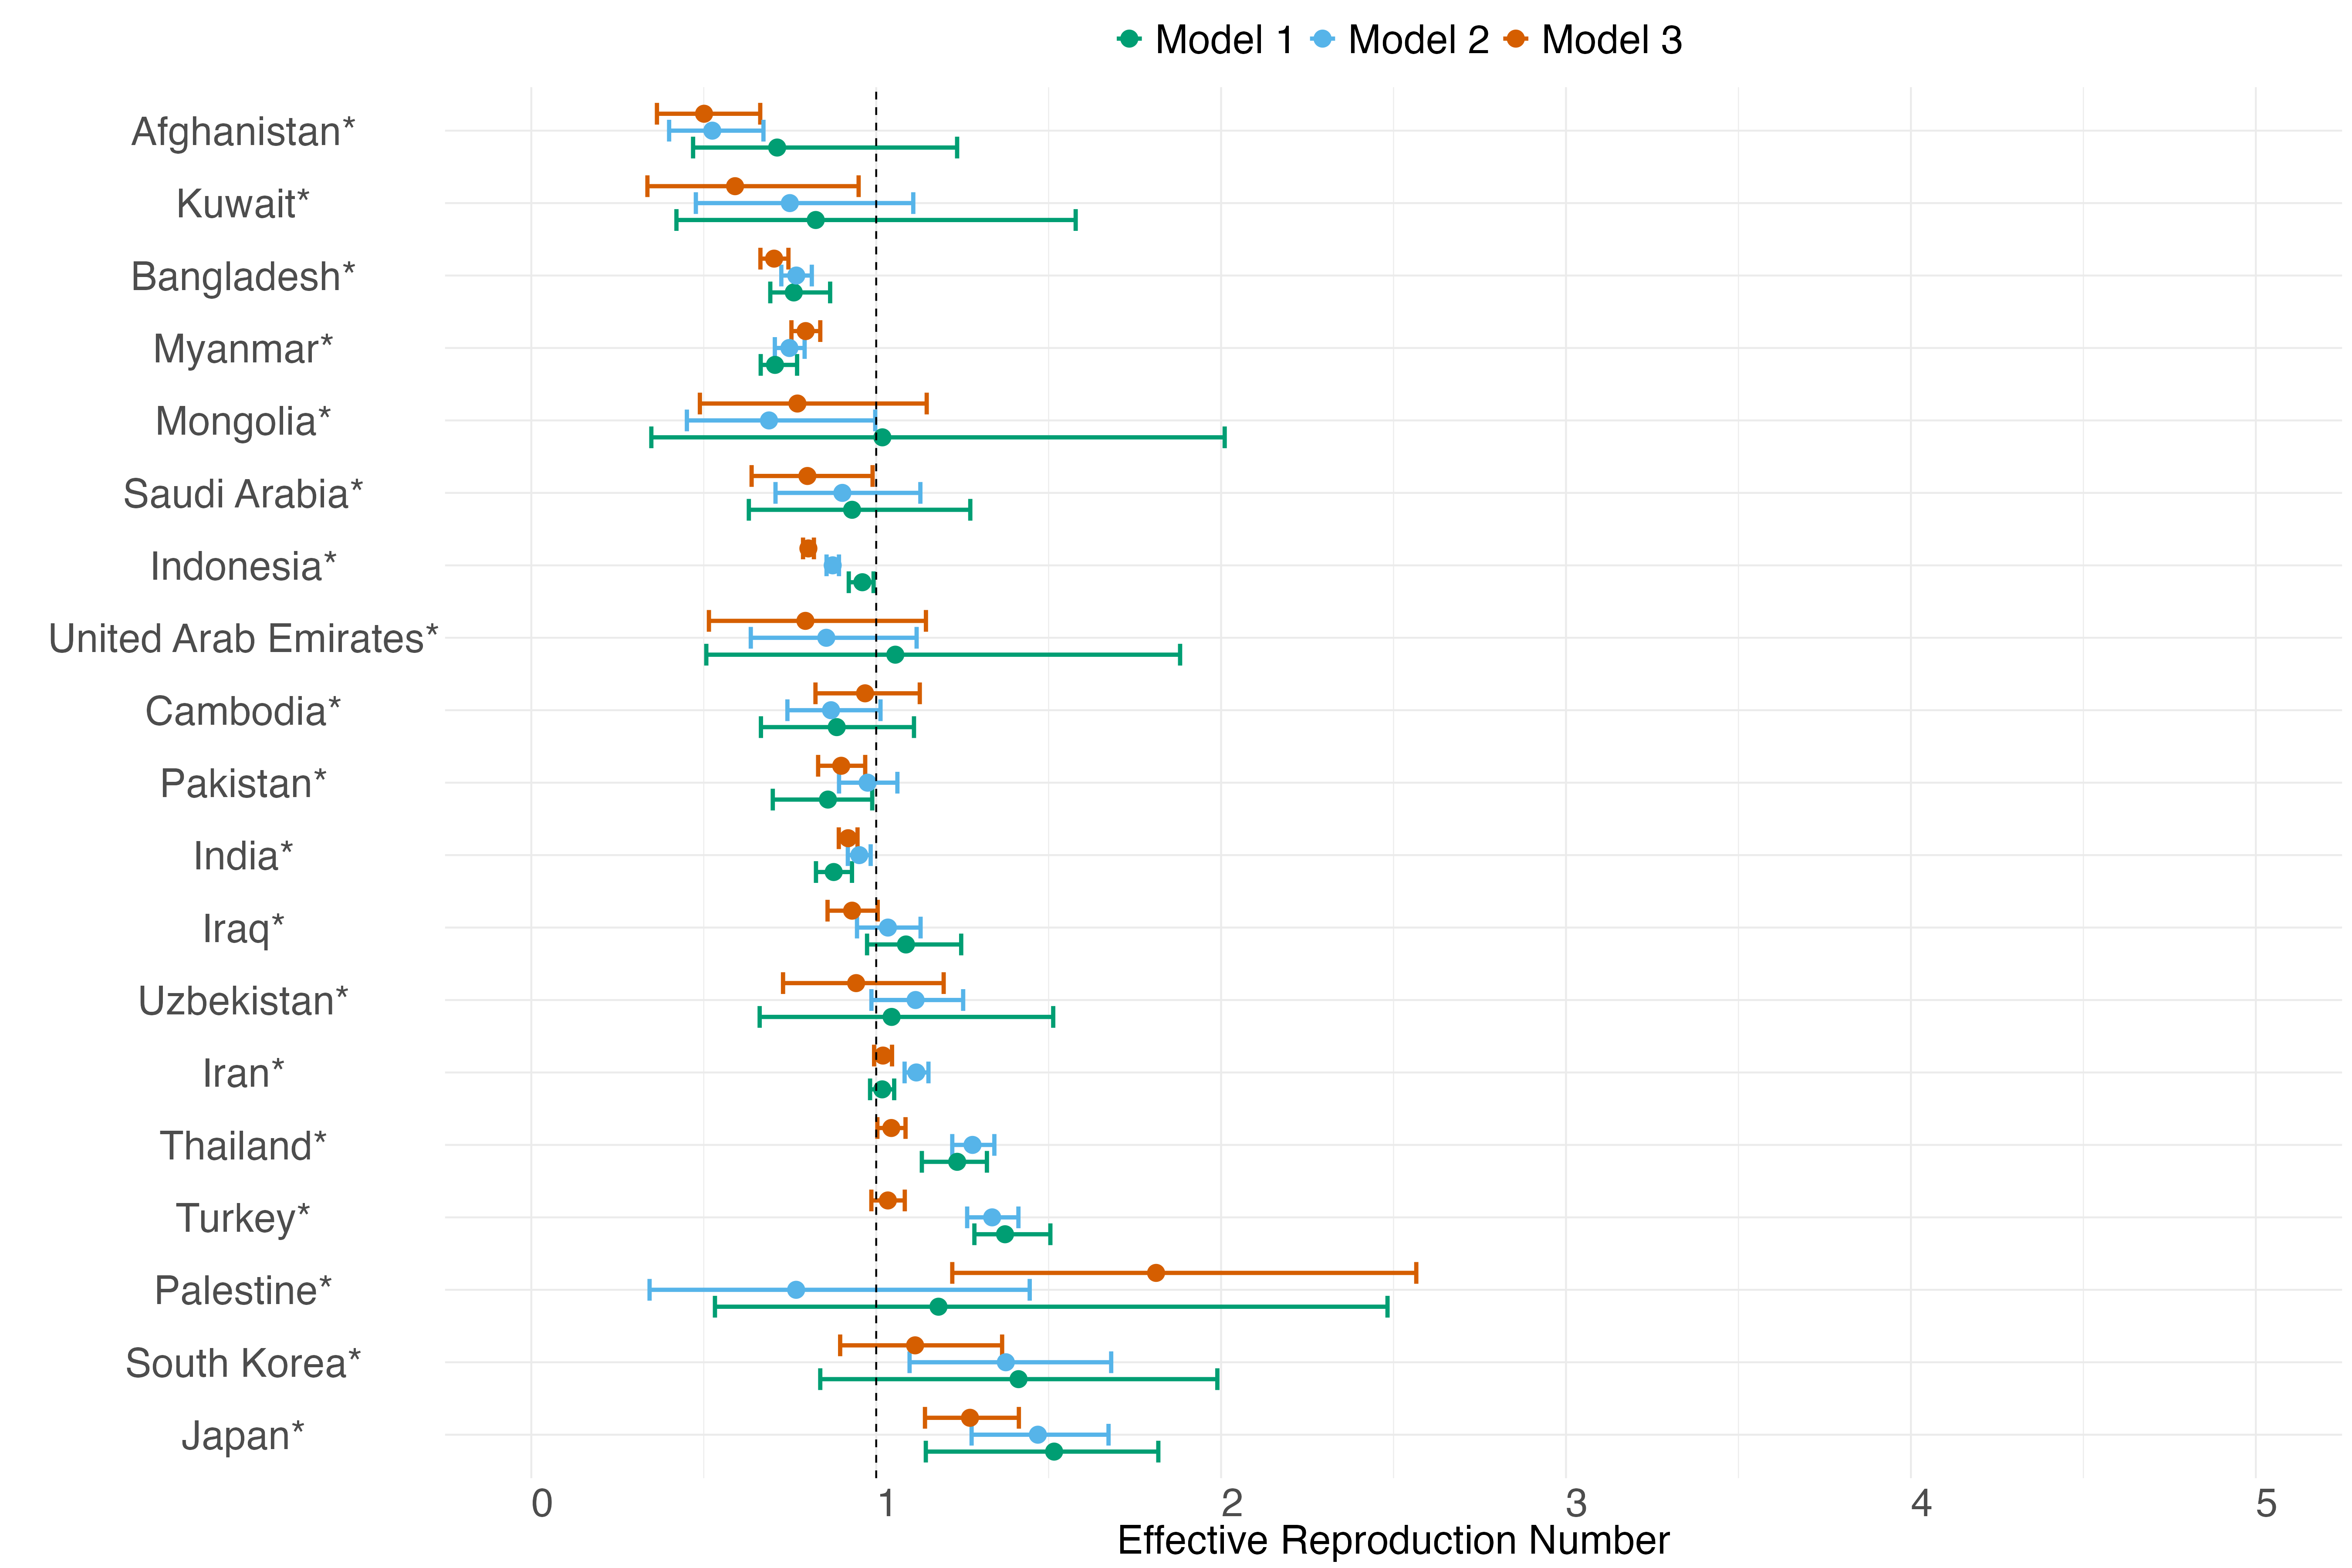 Model 1 Model 2 Model 3
Afghanistan*
Kuwait*
Bangladesh*
Myanmar*
Mongolia*
Saudi Arabia*
Indonesia*
United Arab Emirates*
Cambodia*
Pakistan*
India*
Iraq*
Uzbekistan*
Iran*
Thailand*
Turkey*
Palestine*
South Korea*
Japan*
0 1 2 3 4 5
Effective Reproduction Number